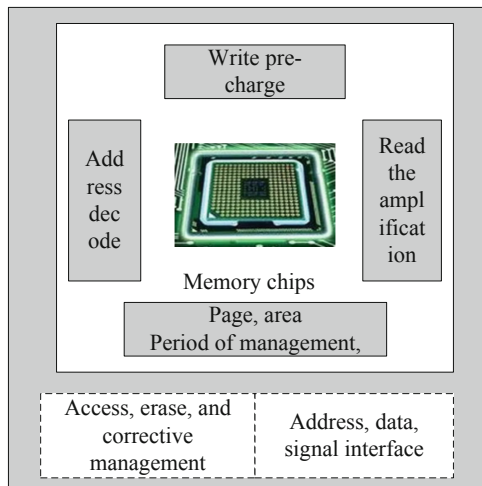 Write pre-
charge
Add
ress
dec
ode
Read
the
ampl
ificat
ion
Memory chips
Page, area
Period of management,
Access, erase, and
corrective
management
Address, data,
signal interface